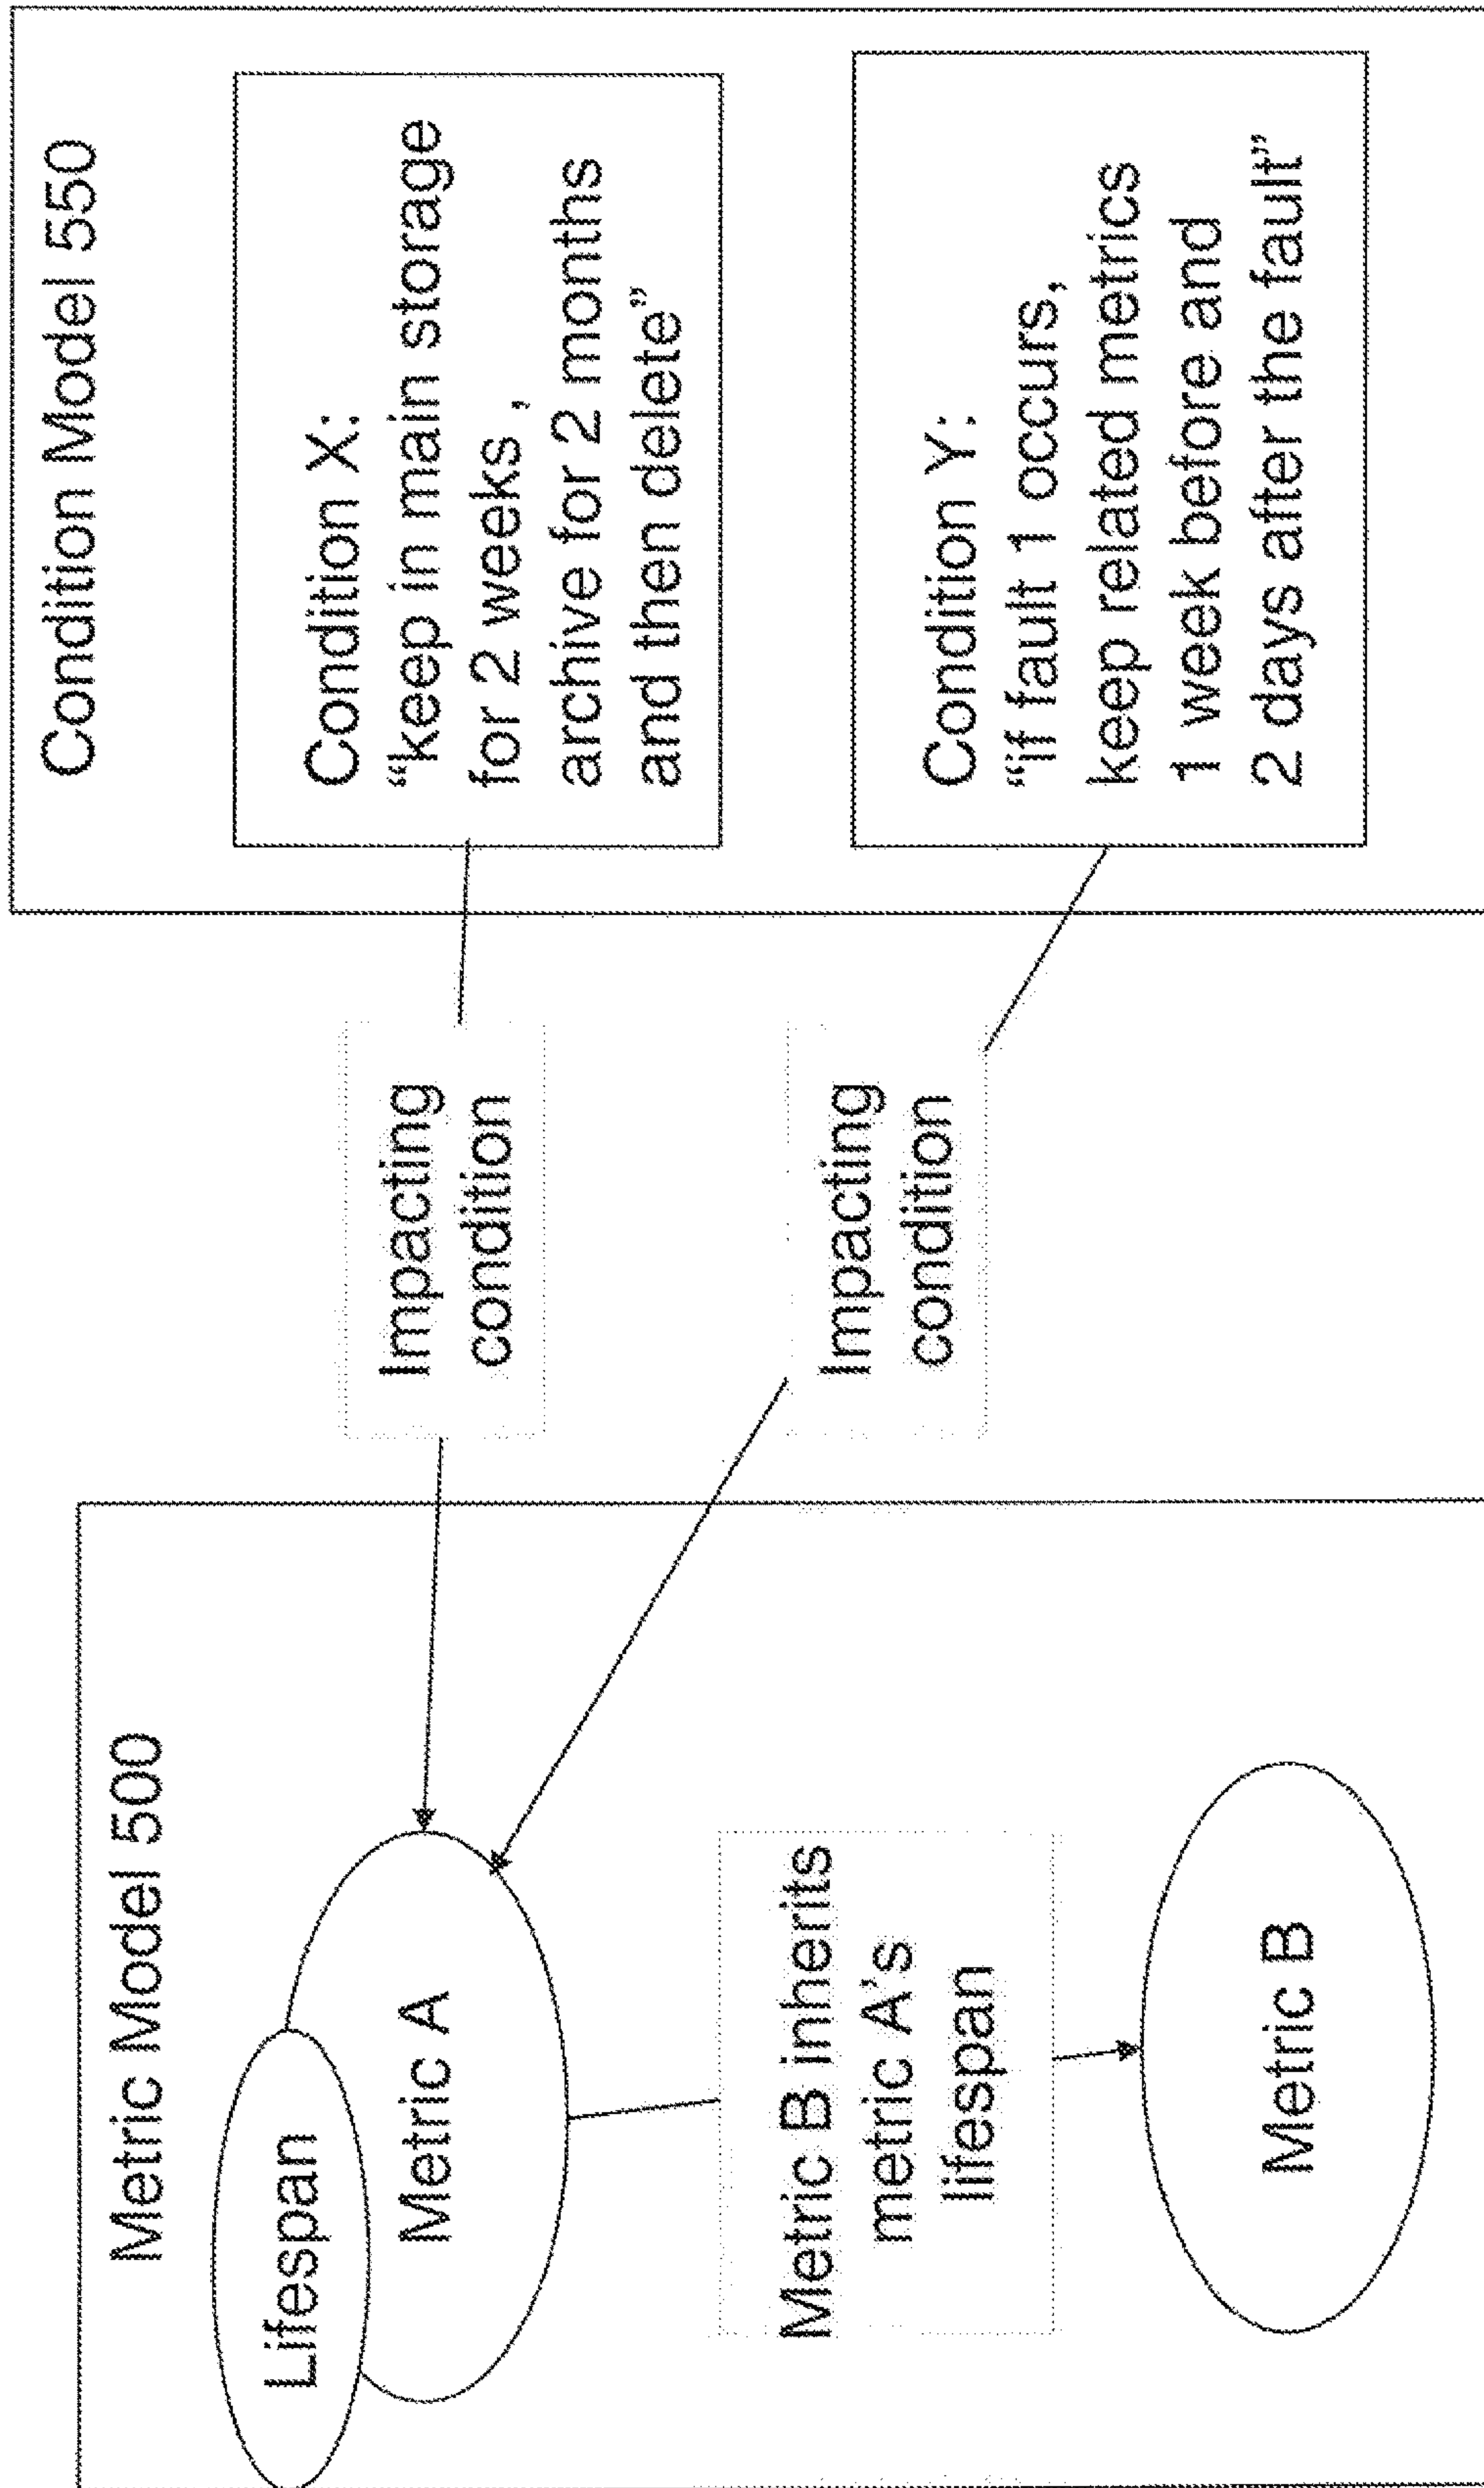 Metric Model 500
Lifespan
Metric A
Metric B inherits
metric A's
lifespan
Metric B
Impacting
condition
Impacting
condition
Condition Model 550
Condition X:
“keep in main storage
for 2 weeks,
archive for 2 months
and then delete”
Condition Y:
“if fault 1 occurs,
keep related metrics
1 week before and
2 days after the fault”